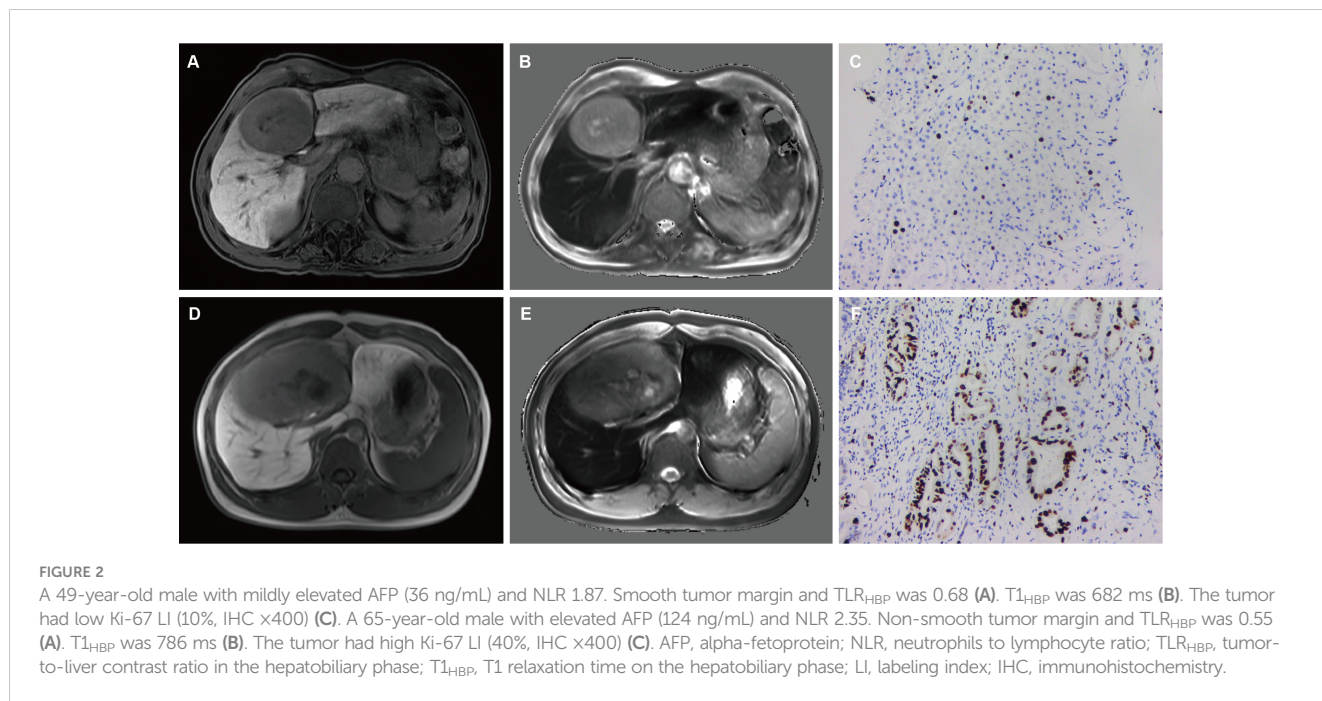 A
B
C
D
E
F
FIGURE 2
A 49-year-old male with mildly elevated AFP (36 ng/mL) and NLR 1.87. Smooth tumor margin and TLRHBP was 0.68 (A). T1HBP was 682 ms (B). The tumor
had low Ki-67 LI (10%, IHC ×400) (C). A 65-year-old male with elevated AFP (124 ng/mL) and NLR 2.35. Non-smooth tumor margin and TLRHBP was 0.55
(A). T1HBP was 786 ms (B). The tumor had high Ki-67 LI (40%, IHC ×400) (C). AFP, alpha-fetoprotein; NLR, neutrophils to lymphocyte ratio; TLRHBP, tumor-
to-liver contrast ratio in the hepatobiliary phase; T1HBP, T1 relaxation time on the hepatobiliary phase; LI, labeling index; IHC, immunohistochemistry.